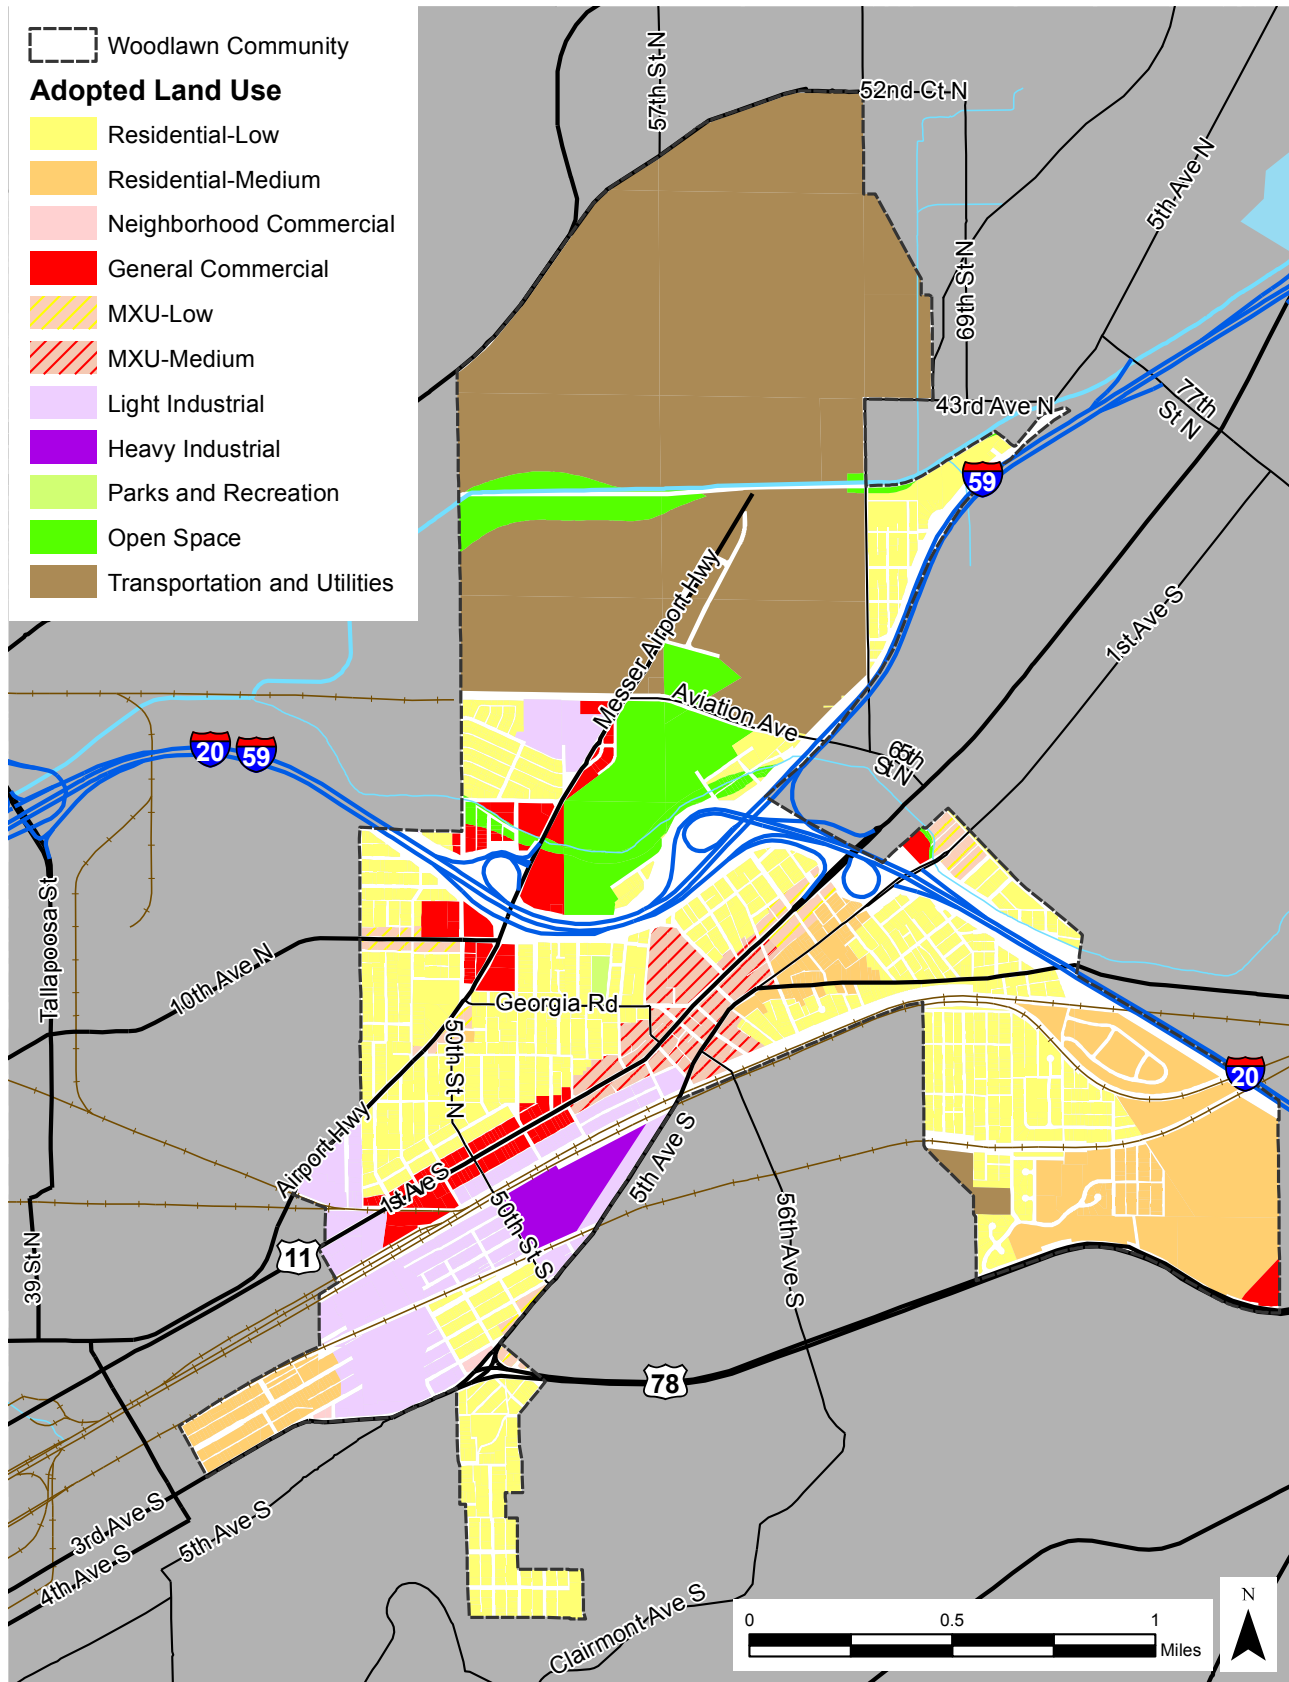 Woodlawn Community
Adopted Land Use
Residential-Low
Residential-Medium
Neighborhood Commercial
General Commercial
MXU-Low
MXU-Medium
Light Industrial
Heavy Industrial
Parks and Recreation
Open Space
Transportation and Utilities
57th St N
52nd Ct N
5th Ave N
69th St N
43rd Ave N
77th
St N
59
1st Ave S
Messer Airport Hwy
Aviation Ave
65th
St N
20
59
Tallapoosa St
10th Ave N
Georgia Rd
50th St N
20
Airport Hwy
1st Ave S
5th Ave S
50th St S
56th Ave S
11
39 St N
78
3rd Ave S
4th Ave S
5th Ave S
Clairmont Ave S
0
0.5
1
Miles
N